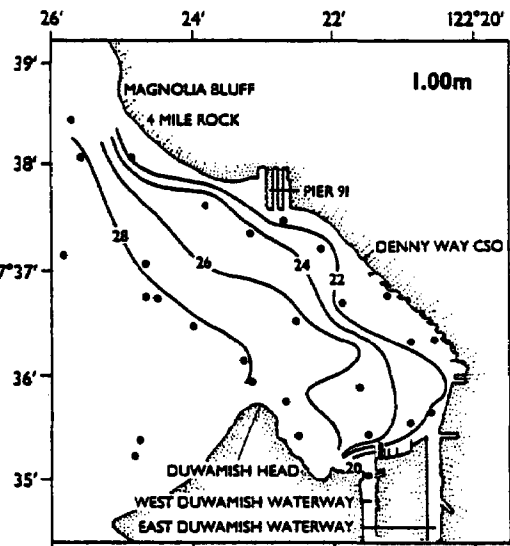 26' 24' 22' 122°20'
39'
1.00m
MAGNOLIA BLUFF
4 MILE ROCK
38'
PIER 91
DENNY WAY CSO
28
26
24
22
7°37'
36'
20
35'
DUWAMISH HEAD
WEST DUWAMISH WATERWAY
EAST DUWAMISH WATERWAY